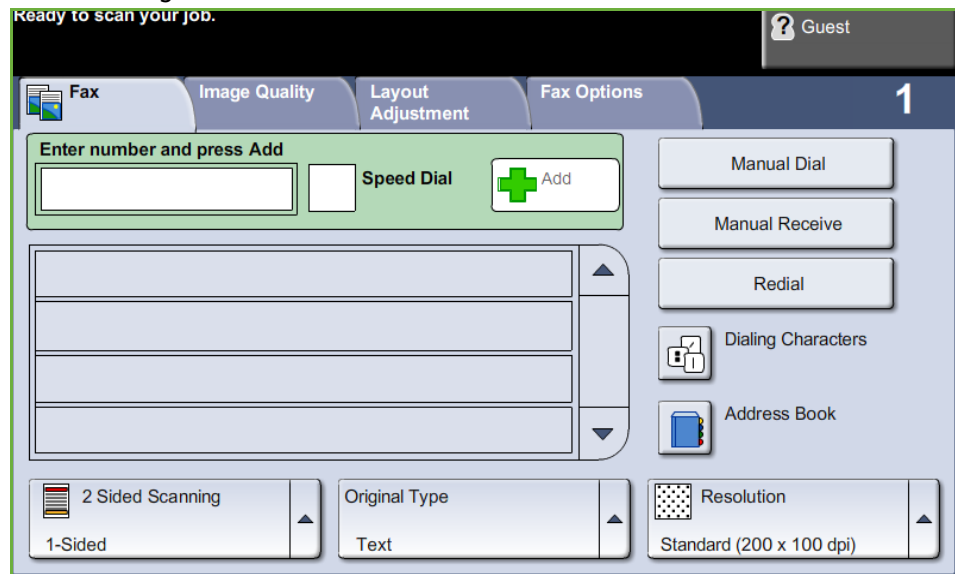 Ready to scan your job.
Guest
Fax
Image Quality
Layout
Adjustment
Fax Options
1
Enter number and press Add
Speed Dial
Add
Manual Dial
Manual Receive
Redial
Dialing Characters
Address Book
2 Sided Scanning
1-Sided
Original Type
Text
Resolution
Standard (200 x 100 dpi)